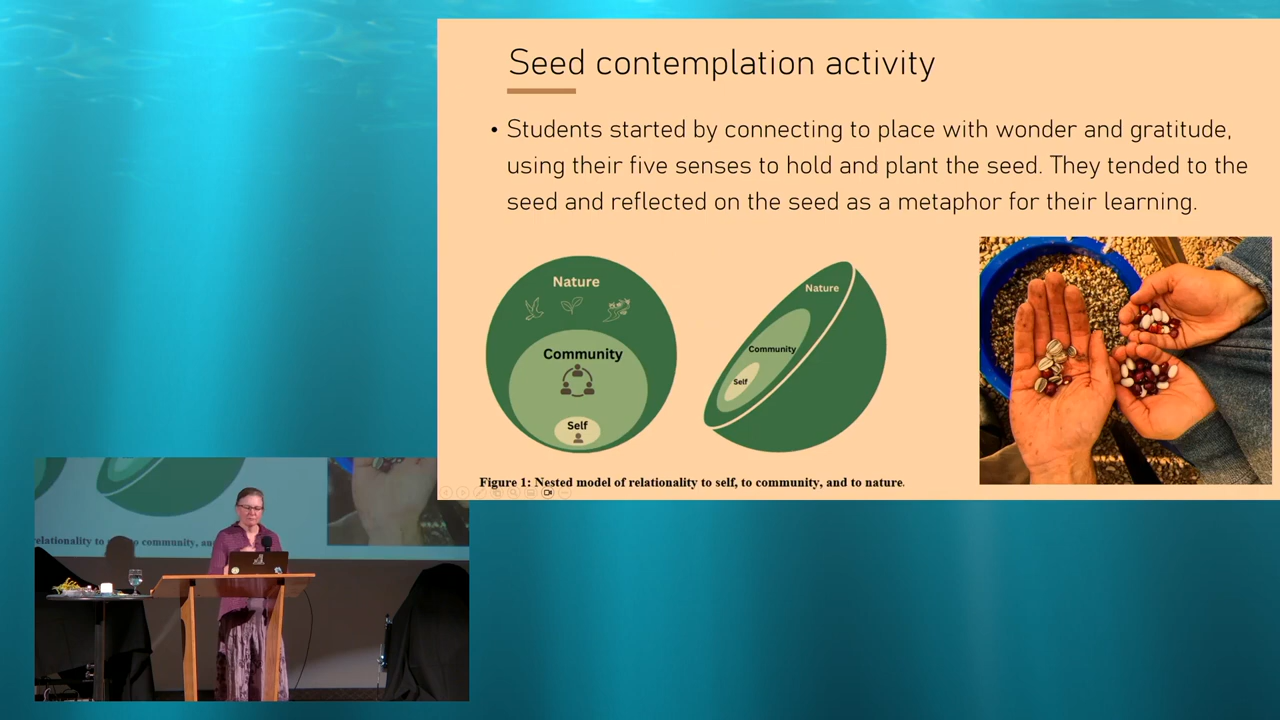 Seed contemplation activity
• Students started by connecting to place with wonder and gratitude,
using their five senses to hold and plant the seed. They tended to the
seed and reflected on the seed as a metaphor for their learning.
Nature
Community
Self
Nature
Community
Self
Figure 1: Nested model of relationality to self, to community, and to nature.
relationality to
to community, and